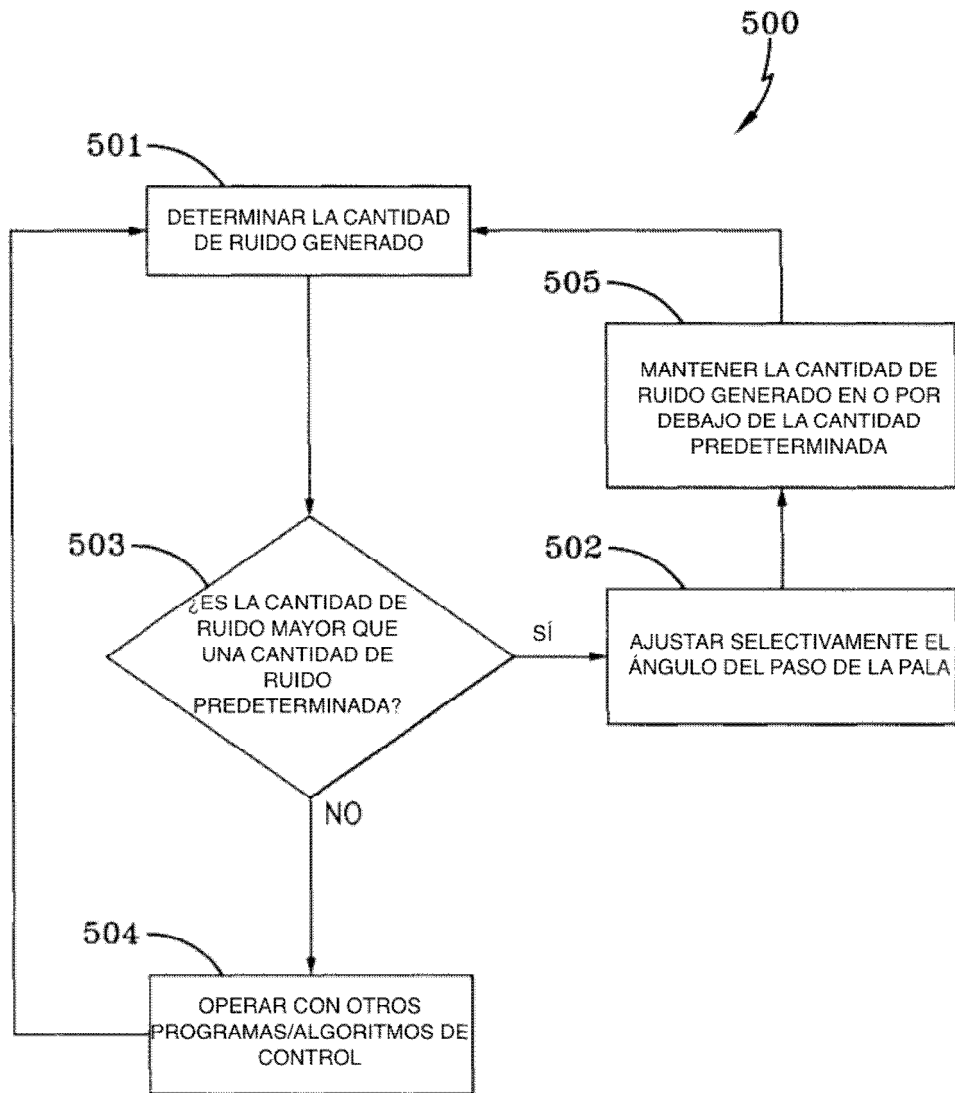 500
501
DETERMINAR LA CANTIDAD
DE RUIDO GENERADO
505
MANTENER LA CANTIDAD DE
RUIDO GENERADO EN O POR
DEBAJO DE LA CANTIDAD
PREDETERMINADA
503
¿ES LA CANTIDAD DE
RUIDO MAYOR QUE
UNA CANTIDAD DE
RUIDO
PREDETERMINADA?
SÍ
502
AJUSTAR SELECTIVAMENTE EL
ÁNGULO DEL PASO DE LA PALA
NO
504
OPERAR CON OTROS
PROGRAMAS/ALGORITMOS DE
CONTROL